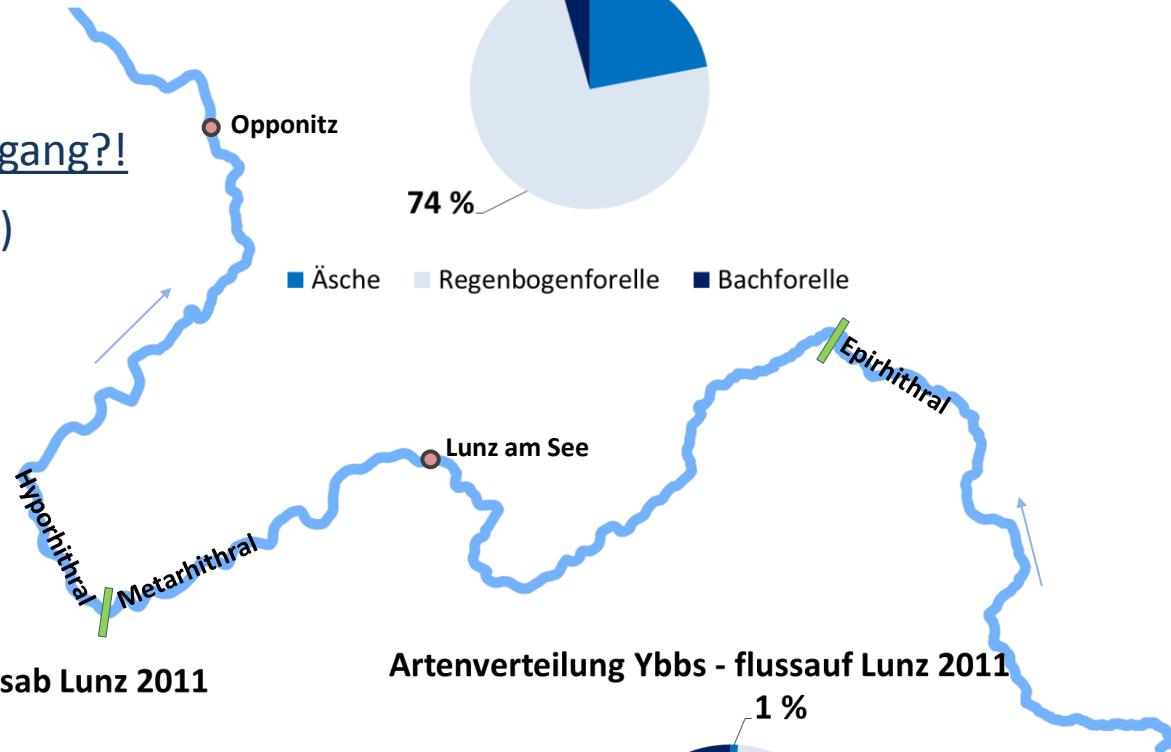 Opponitz
gang?!
)
74 %
Äsche Regenbogenforelle Bachforelle
Epirhithral
Lunz am See
Hyporhithral
Metarhithral
sab Lunz 2011
Artenverteilung Ybbs - flussauf Lunz 2011
1 %